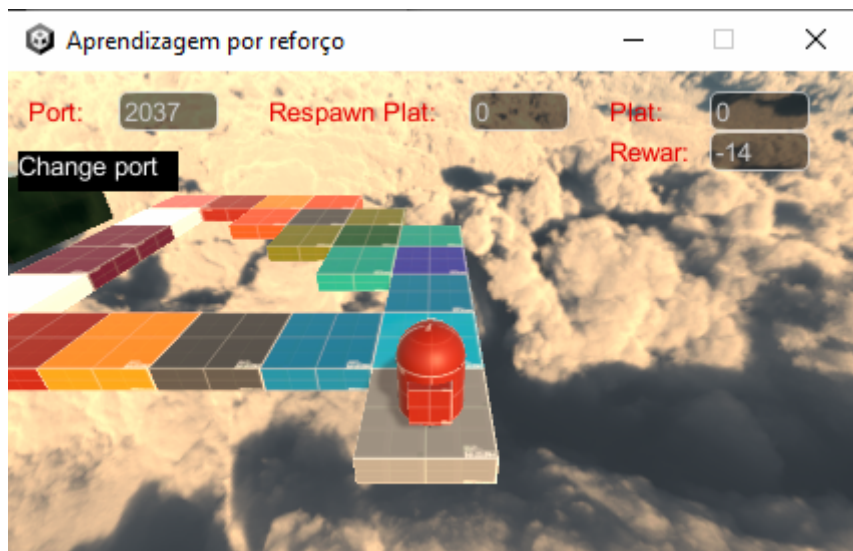 Aprendizagem por reforço
Port: 2037 Respawn Plat: 0 Plat: 0
Rewar: -14
Change port